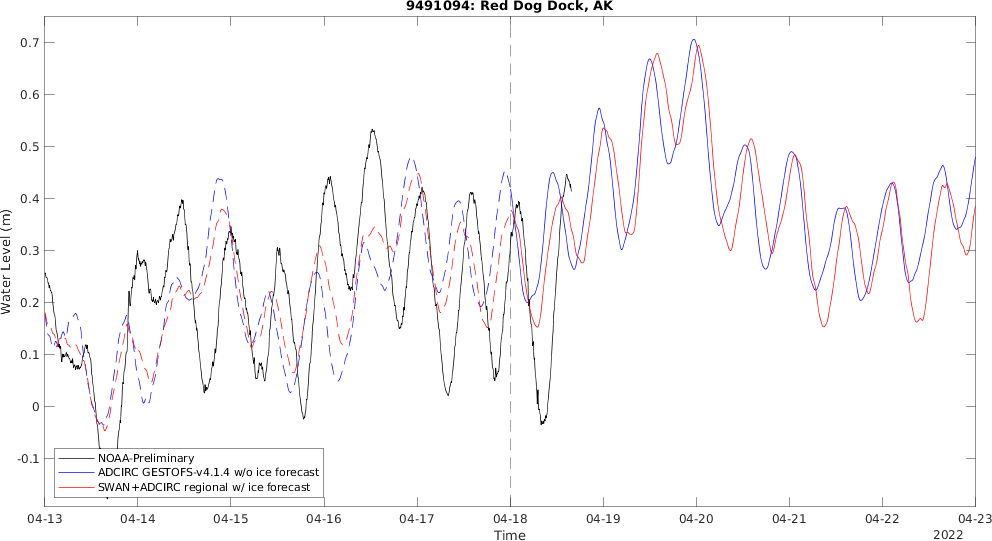 9491094: Red Dog Dock, AK
Water Level (m)
0.7
0.6
0.5
0.4
0.3
0.2
0.1
0
-0.1
NOAA-Preliminary
ADCIRC GESTOFS-v4.1.4 w/o ice forecast
SWAN+ADCIRC regional w/ ice forecast
04-13 04-14 04-15 04-16 04-17 04-18 04-19 04-20 04-21 04-22 04-23
Time
2022